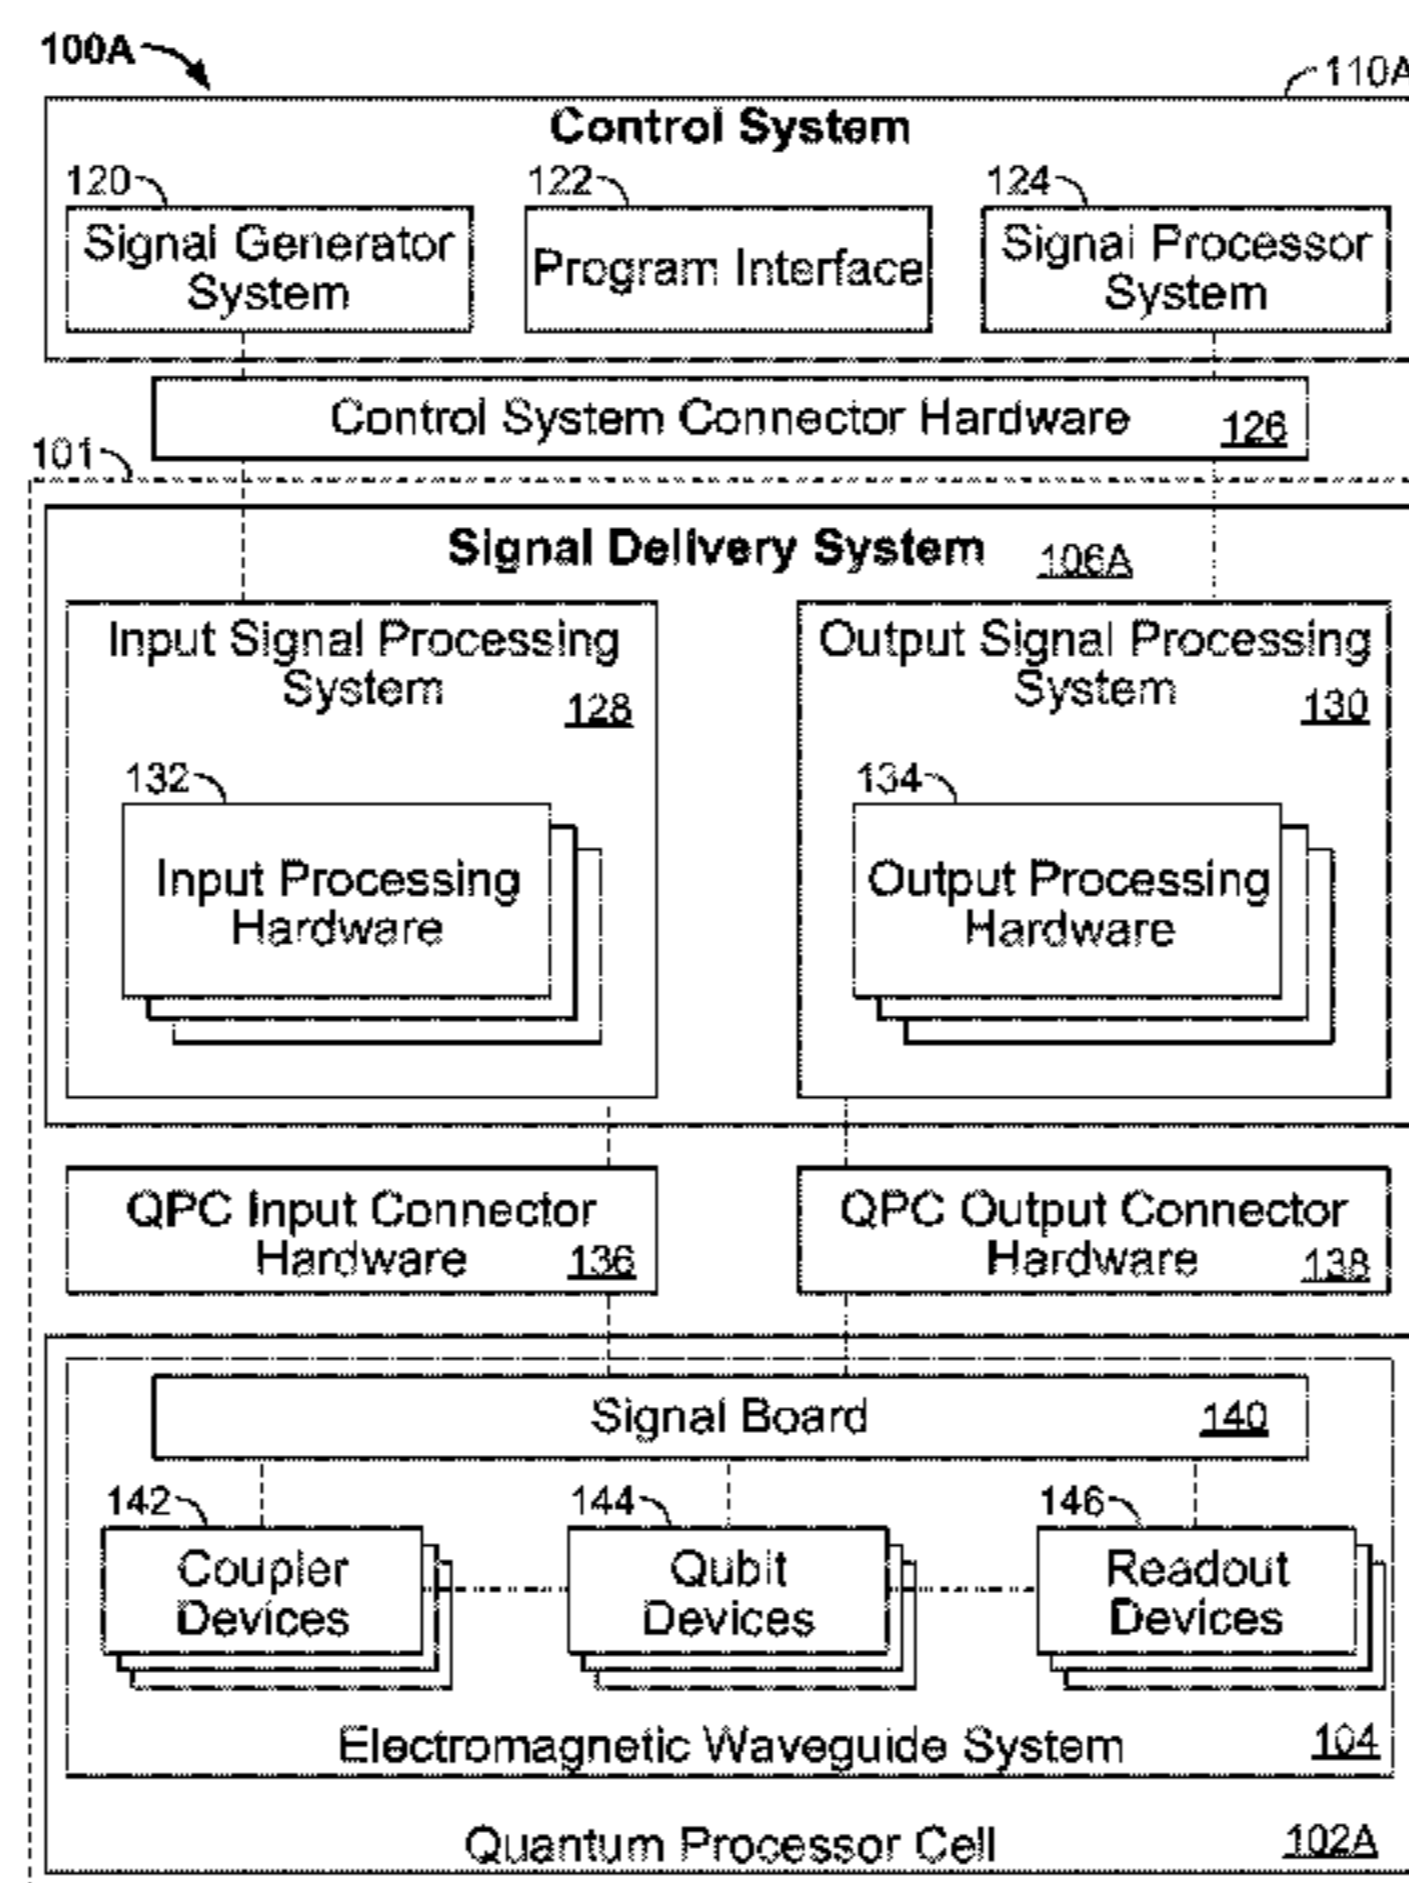 100A
110A
Control System
120
122
124
Signal Generator
System
Program Interface
Signal Processor
System
Control System Connector Hardware 126
101
Signal Delivery System 106A
Input Signal Processing
System
128
Output Signal Processing
System
130
132
134
Input Processing
Hardware
Output Processing
Hardware
QPC Input Connector
Hardware 136
QPC Output Connector
Hardware 138
Signal Board 140
142
144
146
Coupler
Devices
Qubit
Devices
Readout
Devices
Electromagnetic Waveguide System 104
Quantum Processor Cell 102A